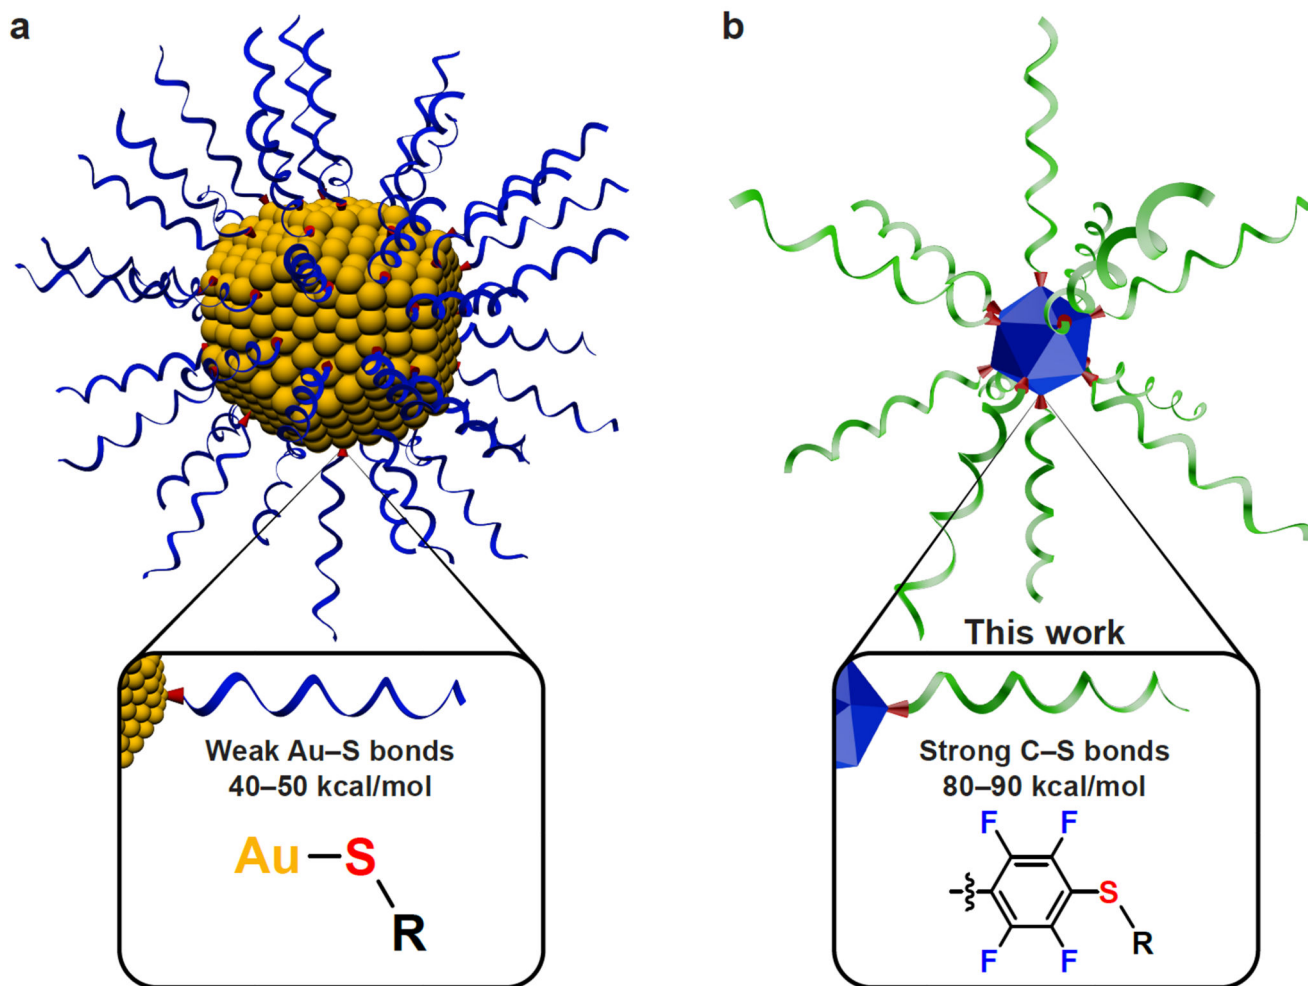 a
b
Weak Au–S bonds
40–50 kcal/mol
Au S
R
This work
Strong C–S bonds
80–90 kcal/mol
F F
S
R
F F